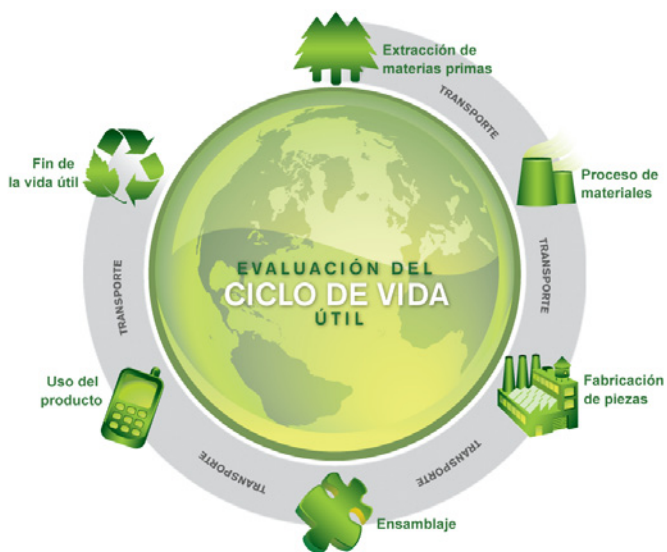 Extracción de
materias primas
TRANSPORTE
Proceso de
materiales
TRANSPORTE
Fabricación
de piezas
TRANSPORTE
Ensamblaje
TRANSPORTE
Uso del
producto
TRANSPORTE
Fin de
la vida útil
EVALUACIÓN DEL
CICLO DE VIDA
ÚTIL